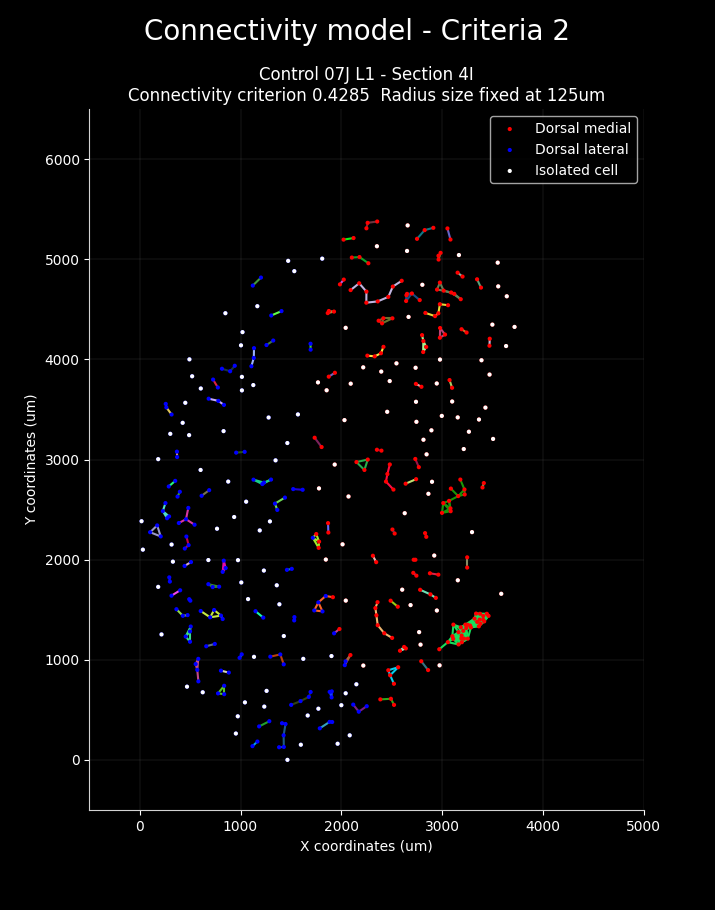 Connectivity model - Criteria 2
Control 07J L1 - Section 4I
Connectivity criterion 0.4285  Radius size fixed at 125um
Dorsal medial
Dorsal lateral
Isolated cell
Y coordinates (um)
6000
5000
4000
3000
2000
1000
0
0
1000
2000
3000
4000
5000
X coordinates (um)